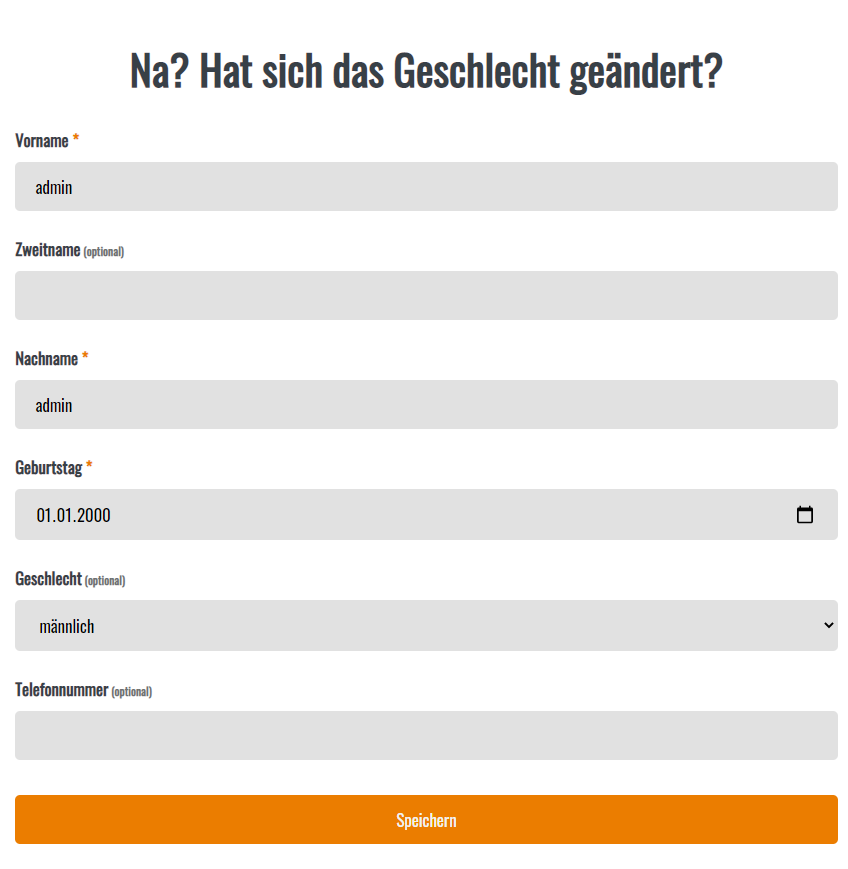 Na? Hat sich das Geschlecht geändert?
Vorname *
admin
Zweitname (optional)
Nachname *
admin
Geburtstag *
01.01.2000
Geschlecht (optional)
männlich
Telefonnummer (optional)
Speichern